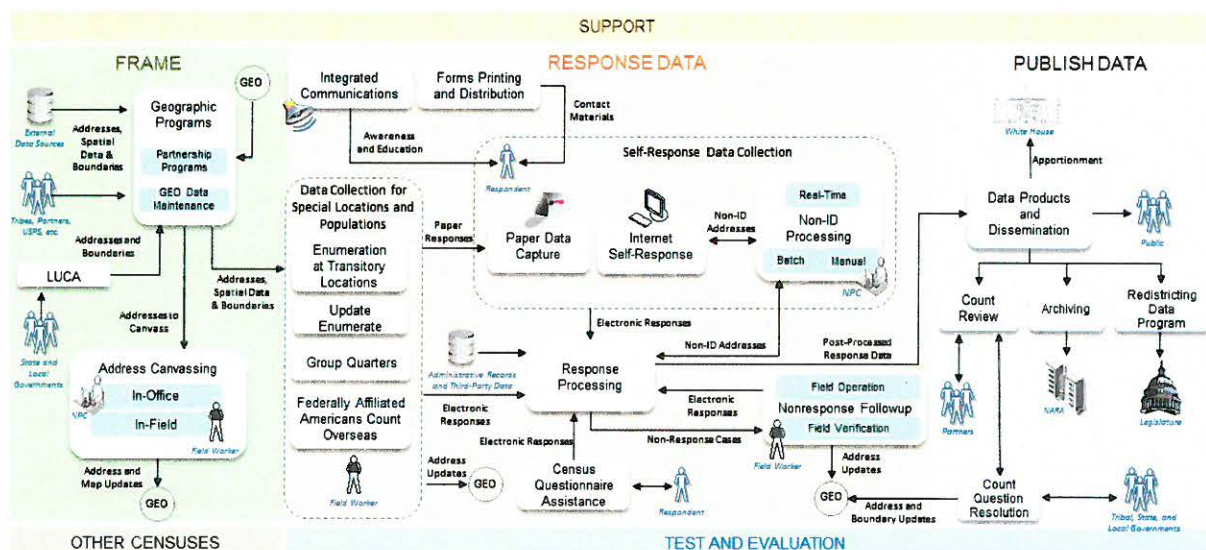 SUPPORT
FRAME
GEO
External
Data Sources
Addresses,
Spatial
Data &
Boundaries
Geographic
Programs
Partnership
Programs
GEO Data
Maintenance
Tribes, Partners,
USPS, etc.
Addresses and
Boundaries
LUCA
State and
Local
Governments
Addresses to
Canvass
Addresses,
Spatial Data
& Boundaries
Address Canvassing
NPC
In-Office
In-Field
Field Worker
Address and
Map Updates
GEO
OTHER CENSUSES
RESPONSE DATA
Integrated
Communications
Forms Printing
and Distribution
Contact
Materials
Awareness
and Education
Respondent
Self-Response Data Collection
Data Collection for
Special Locations and
Populations
Enumeration
at Transitory
Locations
Update
Enumerate
Group Quarters
Federally Affiliated
Americans Count
Overseas
Field Worker
Paper
Responses
Paper Data
Capture
Internet
Self-Response
Non-ID
Addresses
Real-Time
Non-ID
Processing
Batch
Manual
NPC
Electronic Responses
Non-ID Addresses
Post-Processed
Response Data
Administrative Records
and Third-Party Data
Response
Processing
Electronic
Responses
Electronic
Responses
Field Operation
Nonresponse Followup
Field Verification
Field Worker
Non-Response Cases
Electronic Responses
Address
Updates
GEO
Census
Questionnaire
Assistance
Respondent
Address
Updates
GEO
Address and
Boundary Updates
TEST AND EVALUATION
PUBLISH DATA
White House
Apportionment
Data Products
and
Dissemination
Public
Count
Review
Archiving
Redistricting
Data
Program
Partners
NARA
Legislature
Count
Question
Resolution
Tribal, State, and
Local Governments